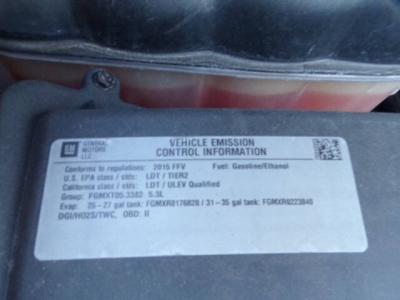 GM
GENERAL MOTORS LLC
VEHICLE EMISSION CONTROL INFORMATION
Conforms to regulations: 2015 FFV Fuel: Gasoline/Ethanol
U.S. EPA class / stds: LDT / TIER2
California class / stds: LDT / ULEV Qualified
Group: FGMXT05.3382 5.3L
Evap: 25 - 27 gal tank: FGMXR0176820 / 31 - 35 gal tank: FGMXR0223840
DGI/HO2S/TWC, OBD: II